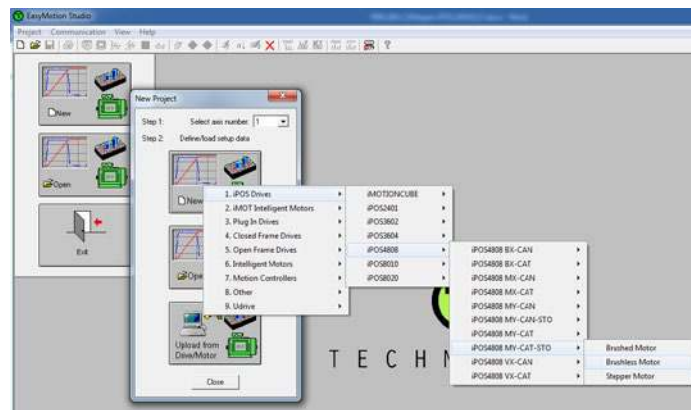 EasyMotion Studio
Project Communication View Help
New
Open
Exit
New Project
Step 1: Select axis number: 1
Step 2: Define/load setup data
New
Open
Upload from Drive/Motor
Close
1. iPOS Drives
2. iMOT Intelligent Motors
3. Plug In Drives
4. Closed Frame Drives
5. Open Frame Drives
6. Intelligent Motors
7. Motion Controllers
8. Other
9. Udrive
iMOTIONCUBE
iPOS2401
iPOS3602
iPOS3604
iPOS4808
iPOS8010
iPOS8020
iPOS4808 BX-CAN
iPOS4808 BX-CAT
iPOS4808 MX-CAN
iPOS4808 MX-CAT
iPOS4808 MY-CAN
iPOS4808 MY-CAN-STO
iPOS4808 MY-CAT
iPOS4808 MY-CAT-STO
iPOS4808 VX-CAN
iPOS4808 VX-CAT
Brushed Motor
Brushless Motor
Stepper Motor
T E C H